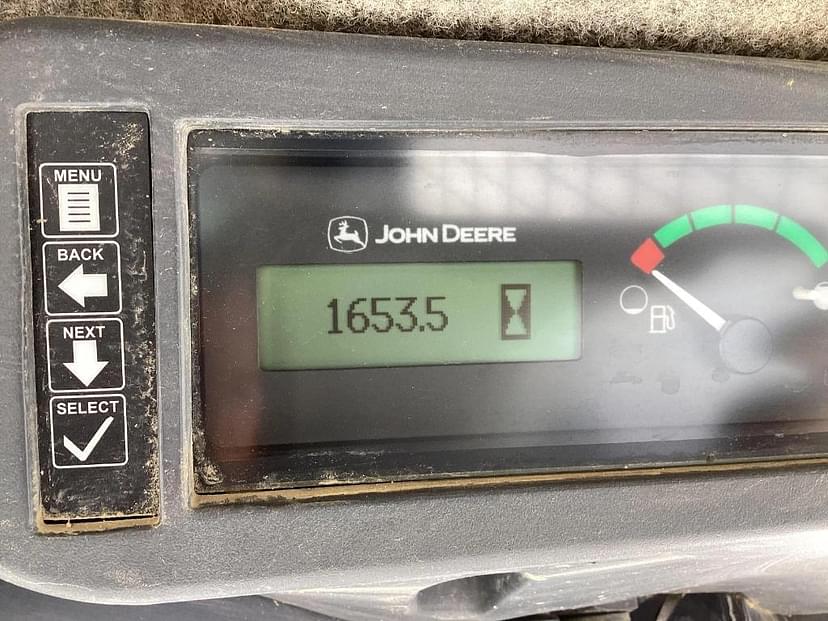 MENU
BACK
NEXT
SELECT
JOHN DEERE
1653.5